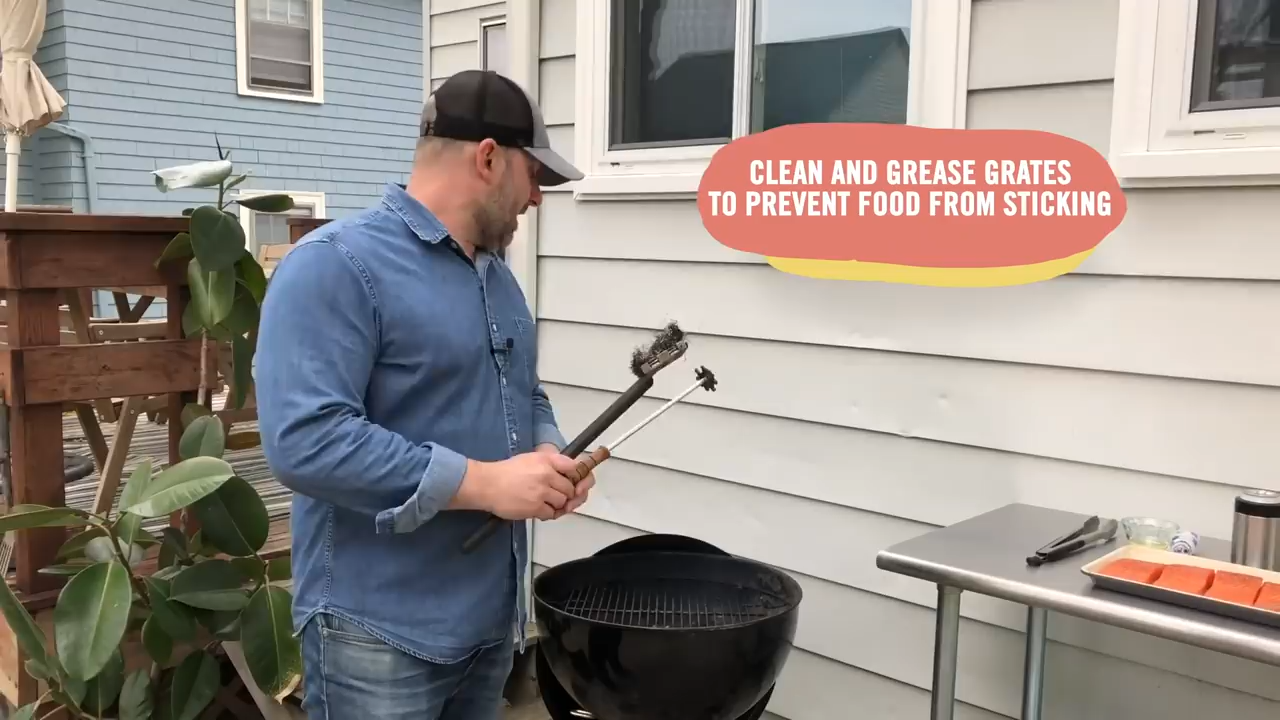 CLEAN AND GREASE GRATES
TO PREVENT FOOD FROM STICKING